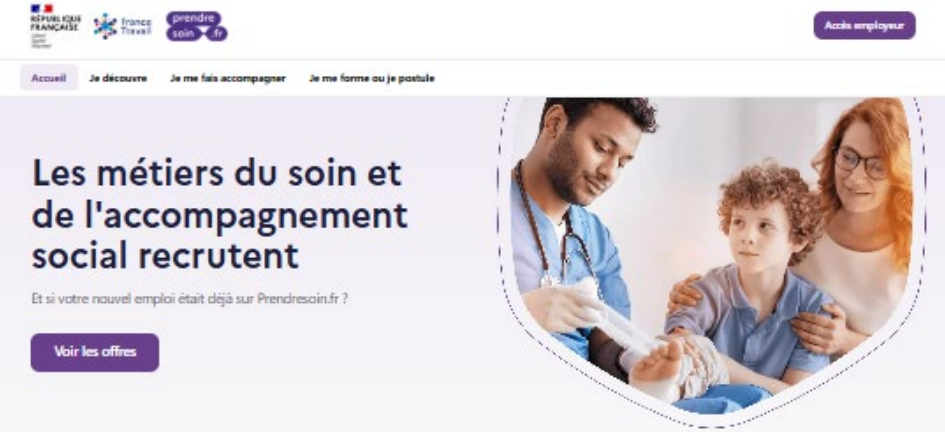 RÉPUBLIQUE
FRANÇAISE
France
Travail
prendre
soin .fr
Accès employeur
Accueil Je découvre Je me fais accompagner Je me forme ou je postule
Les métiers du soin et
de l'accompagnement
social recrutent
Et si votre nouvel emploi était déjà sur Prendresoin.fr ?
Voir les offres